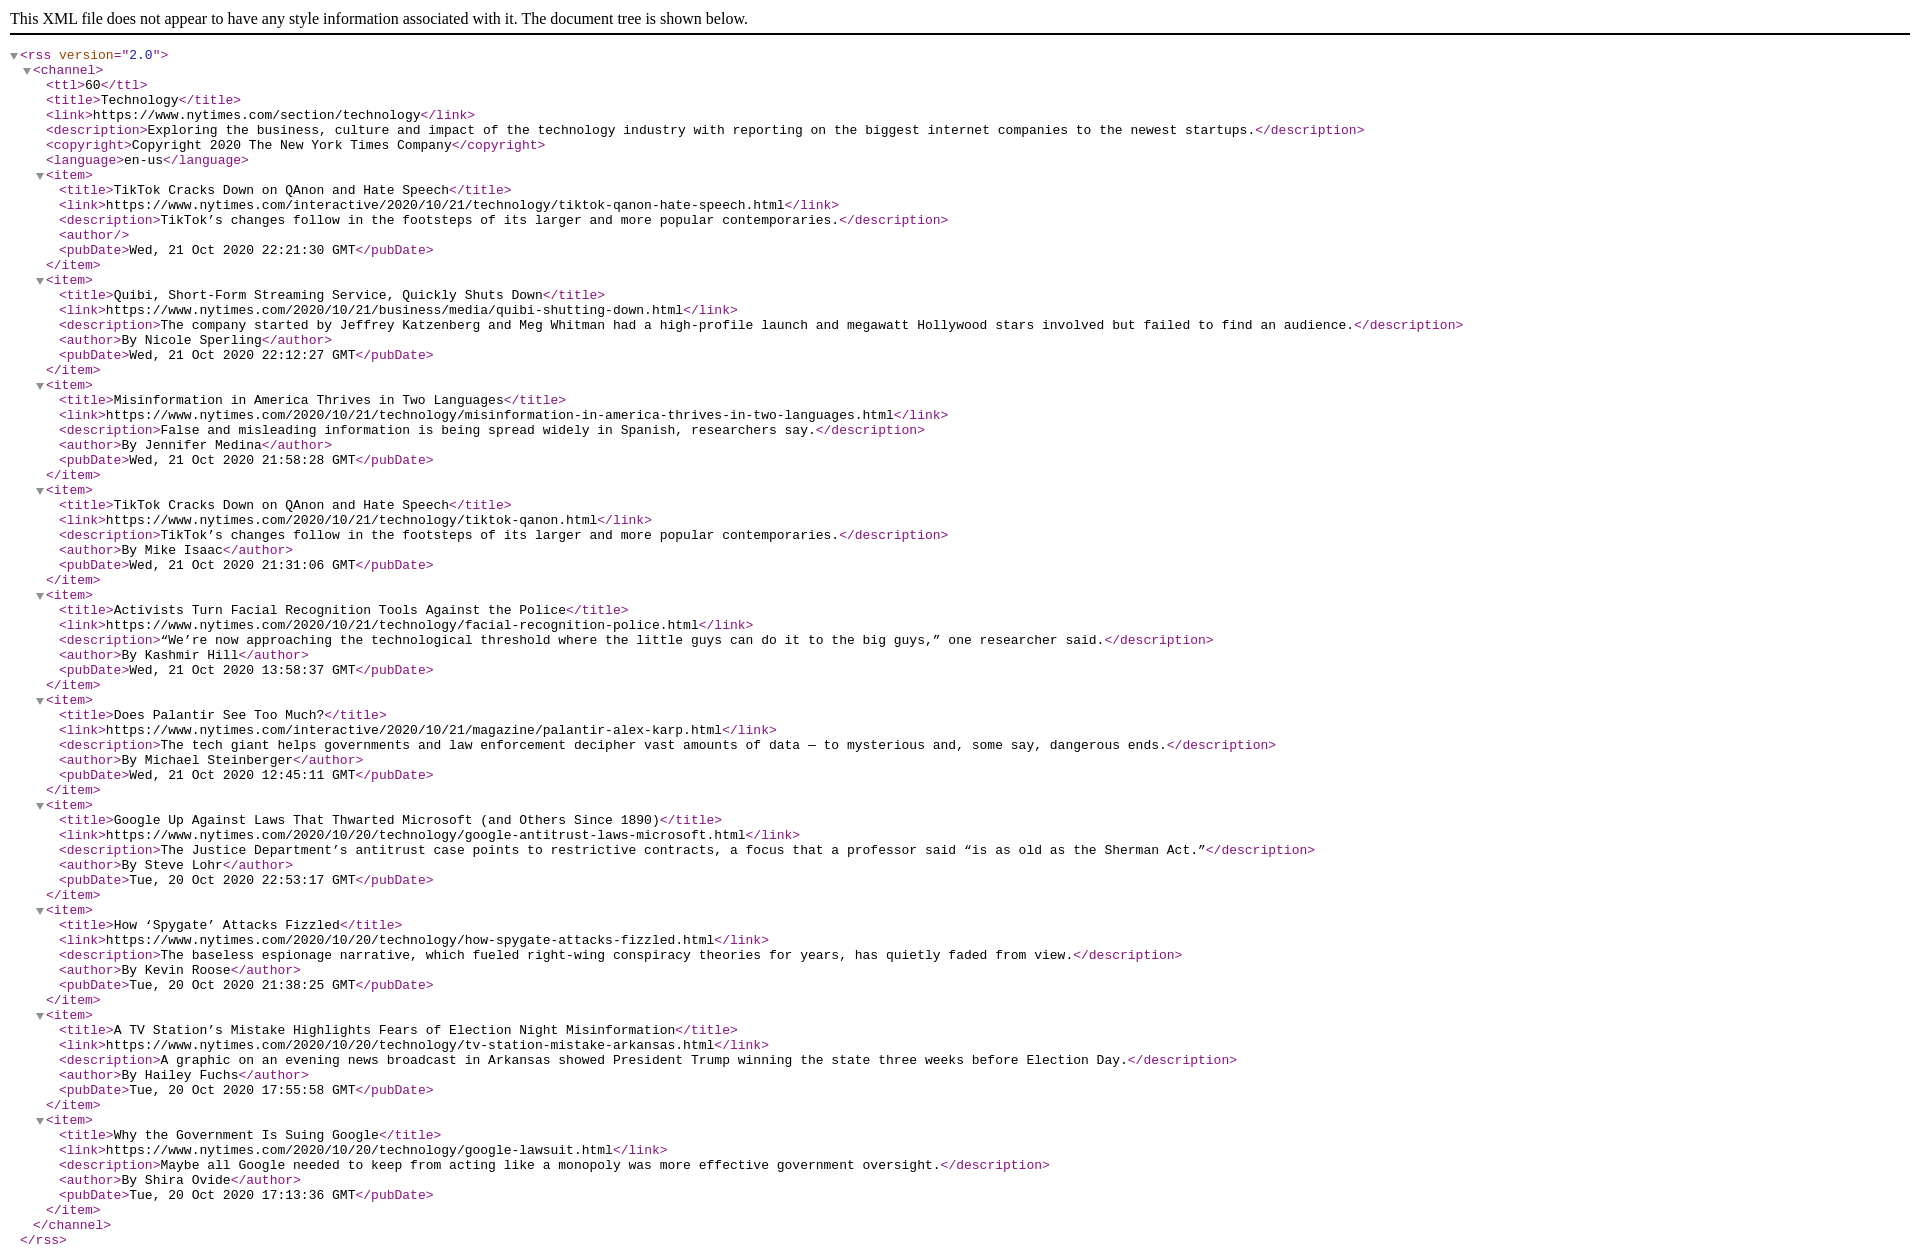 This XML file does not appear to have any style information associated with it. The document tree is shown below.
<rss version="2.0">
<channel>
<ttl>60</ttl>
<title>Technology</title>
<link>https://www.nytimes.com/section/technology</link>
<description>Exploring the business, culture and impact of the technology industry with reporting on the biggest internet companies to the newest startups.</description>
<copyright>Copyright 2020 The New York Times Company</copyright>
<language>en-us</language>
<item>
<title>TikTok Cracks Down on QAnon and Hate Speech</title>
<link>https://www.nytimes.com/interactive/2020/10/21/technology/tiktok-qanon-hate-speech.html</link>
<description>TikTok’s changes follow in the footsteps of its larger and more popular contemporaries.</description>
<author/>
<pubDate>Wed, 21 Oct 2020 22:21:30 GMT</pubDate>
</item>
<item>
<title>Quibi, Short-Form Streaming Service, Quickly Shuts Down</title>
<link>https://www.nytimes.com/2020/10/21/business/media/quibi-shutting-down.html</link>
<description>The company started by Jeffrey Katzenberg and Meg Whitman had a high-profile launch and megawatt Hollywood stars involved but failed to find an audience.</description>
<author>By Nicole Sperling</author>
<pubDate>Wed, 21 Oct 2020 22:12:27 GMT</pubDate>
</item>
<item>
<title>Misinformation in America Thrives in Two Languages</title>
<link>https://www.nytimes.com/2020/10/21/technology/misinformation-in-america-thrives-in-two-languages.html</link>
<description>False and misleading information is being spread widely in Spanish, researchers say.</description>
<author>By Jennifer Medina</author>
<pubDate>Wed, 21 Oct 2020 21:58:28 GMT</pubDate>
</item>
<item>
<title>TikTok Cracks Down on QAnon and Hate Speech</title>
<link>https://www.nytimes.com/2020/10/21/technology/tiktok-qanon.html</link>
<description>TikTok’s changes follow in the footsteps of its larger and more popular contemporaries.</description>
<author>By Mike Isaac</author>
<pubDate>Wed, 21 Oct 2020 21:31:06 GMT</pubDate>
</item>
<item>
<title>Activists Turn Facial Recognition Tools Against the Police</title>
<link>https://www.nytimes.com/2020/10/21/technology/facial-recognition-police.html</link>
<description>“We’re now approaching the technological threshold where the little guys can do it to the big guys,” one researcher said.</description>
<author>By Kashmir Hill</author>
<pubDate>Wed, 21 Oct 2020 13:58:37 GMT</pubDate>
</item>
<item>
<title>Does Palantir See Too Much?</title>
<link>https://www.nytimes.com/interactive/2020/10/21/magazine/palantir-alex-karp.html</link>
<description>The tech giant helps governments and law enforcement decipher vast amounts of data — to mysterious and, some say, dangerous ends.</description>
<author>By Michael Steinberger</author>
<pubDate>Wed, 21 Oct 2020 12:45:11 GMT</pubDate>
</item>
<item>
<title>Google Up Against Laws That Thwarted Microsoft (and Others Since 1890)</title>
<link>https://www.nytimes.com/2020/10/20/technology/google-antitrust-laws-microsoft.html</link>
<description>The Justice Department’s antitrust case points to restrictive contracts, a focus that a professor said “is as old as the Sherman Act.”</description>
<author>By Steve Lohr</author>
<pubDate>Tue, 20 Oct 2020 22:53:17 GMT</pubDate>
</item>
<item>
<title>How ‘Spygate’ Attacks Fizzled</title>
<link>https://www.nytimes.com/2020/10/20/technology/how-spygate-attacks-fizzled.html</link>
<description>The baseless espionage narrative, which fueled right-wing conspiracy theories for years, has quietly faded from view.</description>
<author>By Kevin Roose</author>
<pubDate>Tue, 20 Oct 2020 21:38:25 GMT</pubDate>
</item>
<item>
<title>A TV Station’s Mistake Highlights Fears of Election Night Misinformation</title>
<link>https://www.nytimes.com/2020/10/20/technology/tv-station-mistake-arkansas.html</link>
<description>A graphic on an evening news broadcast in Arkansas showed President Trump winning the state three weeks before Election Day.</description>
<author>By Hailey Fuchs</author>
<pubDate>Tue, 20 Oct 2020 17:55:58 GMT</pubDate>
</item>
<item>
<title>Why the Government Is Suing Google</title>
<link>https://www.nytimes.com/2020/10/20/technology/google-lawsuit.html</link>
<description>Maybe all Google needed to keep from acting like a monopoly was more effective government oversight.</description>
<author>By Shira Ovide</author>
<pubDate>Tue, 20 Oct 2020 17:13:36 GMT</pubDate>
</item>
</channel>
</rss>